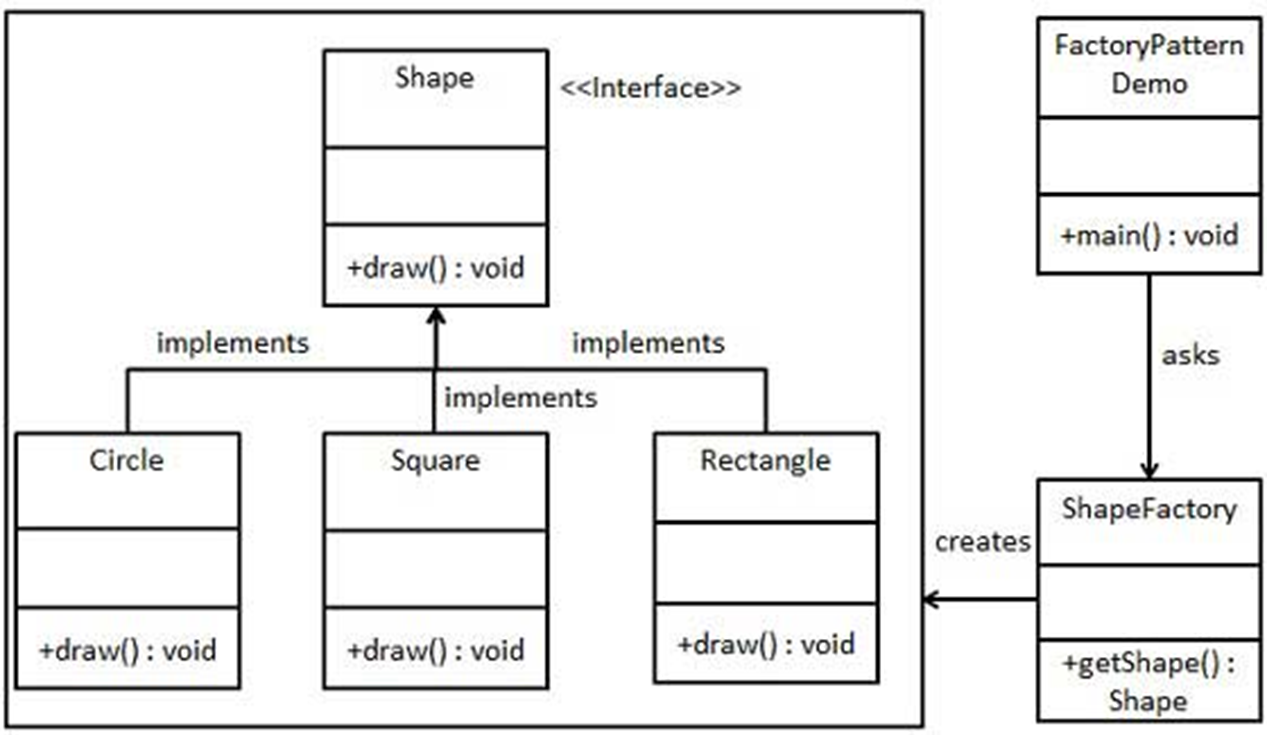 Shape
<<Interface>>
+draw() : void
implements
implements
implements
Circle
+draw() : void
Square
+draw() : void
Rectangle
+draw() : void
FactoryPattern
Demo
+main() : void
asks
ShapeFactory
+getShape() :
Shape
creates